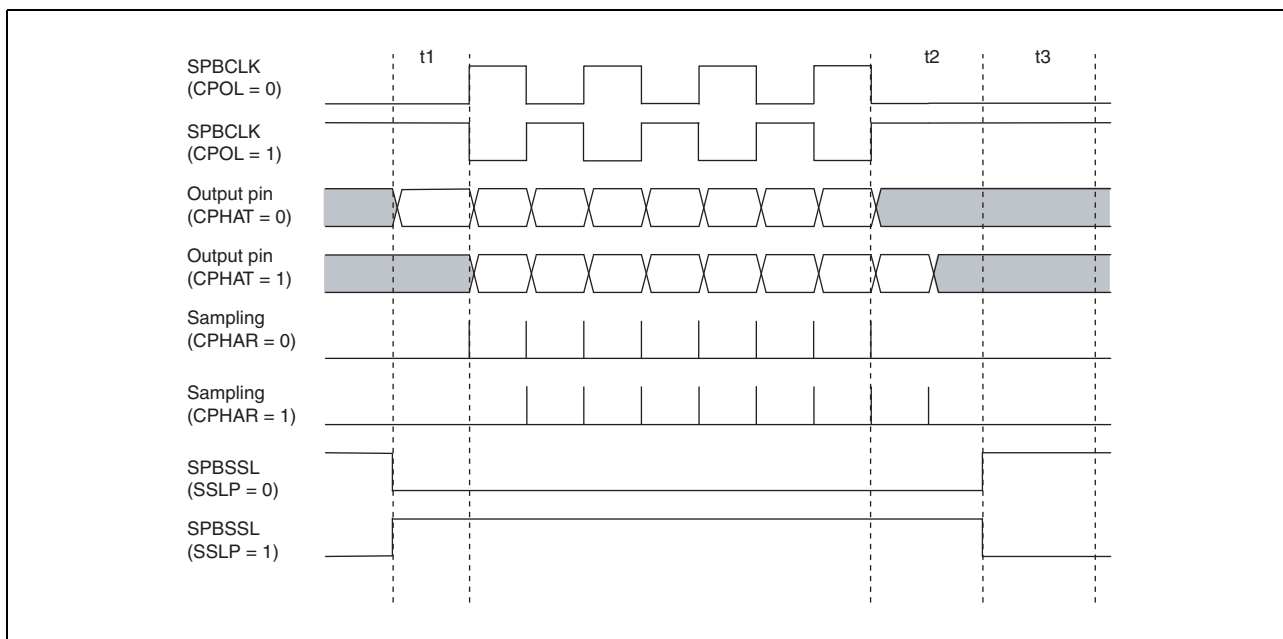 t1
t2
t3
SPBCLK
(CPOL = 0)
SPBCLK
(CPOL = 1)
Output pin
(CPHAT = 0)
Output pin
(CPHAT = 1)
Sampling
(CPHAR = 0)
Sampling
(CPHAR = 1)
SPBSSL
(SSLP = 0)
SPBSSL
(SSLP = 1)